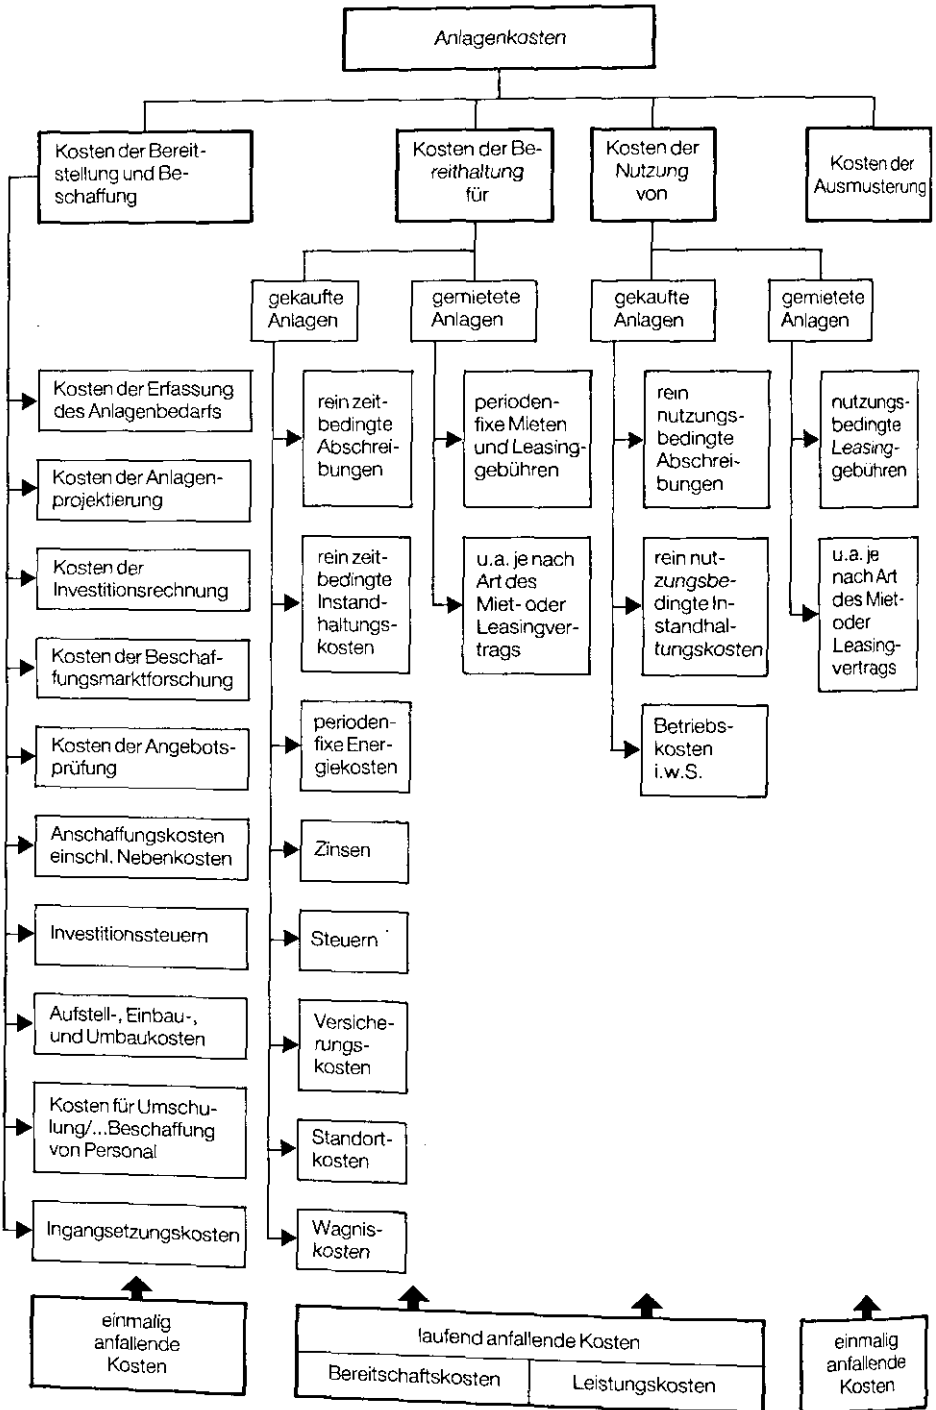 Anlagenkosten
Kosten der Bereit-
stellung und Be-
schaffung
Kosten der Be-
reithaltung
für
Kosten der
Nutzung
von
Kosten der
Ausmusterung
gekaufte
Anlagen
gemietete
Anlagen
gekaufte
Anlagen
gemietete
Anlagen
Kosten der Erfassung
des Anlagenbedarfs
Kosten der Anlagen-
projektierung
Kosten der
Investitionsrechnung
Kosten der Beschaf-
fungsmarktforschung
Kosten der Angebots-
prüfung
Anschaffungskosten
einschl. Nebenkosten
Investitionssteuern
Aufstell-, Einbau-,
und Umbaukosten
Kosten für Umschu-
lung/...Beschaffung
von Personal
Ingangsetzungskosten
rein zeit-
bedingte
Abschrei-
bungen
rein zeit-
bedingte
Instand-
haltungs-
kosten
perioden-
fixe Ener-
giekosten
Zinsen
Steuern
Versiche-
rungs-
kosten
Standort-
kosten
Wagnis-
kosten
perioden-
fixe Mieten
und Leasing-
gebühren
u.a. je nach
Art des
Miet- oder
Leasingver-
trags
rein
nutzungs-
bedingte
Abschrei-
bungen
rein nut-
zungsbe-
dingte In-
standhal-
tungskosten
Betriebs-
kosten
i.w.S.
nutzungs-
bedingte
Leasing-
gebühren
u.a. je
nach Art
des Miet-
oder
Leasing-
vertrags
einmalig
anfallende
Kosten
laufend anfallende Kosten
Bereitschaftskosten
Leistungskosten
einmalig
anfallende
Kosten